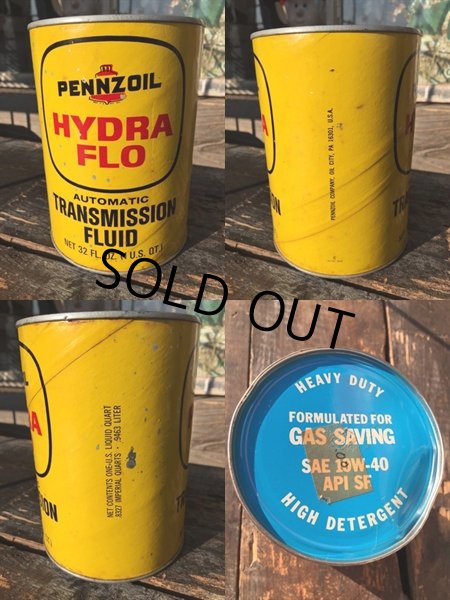 PENNZOIL
HYDRA
FLO
AUTOMATIC
TRANSMISSION
FLUID
NET 32 FL. OZ. (1 U.S. QT.)
PENNZOIL COMPANY, OIL CITY, PA 16301, U.S.A.
SOLD OUT
NET CONTENTS ONE-U.S. LIQUID QUART
.8327 IMPERIAL QUARTS - .9463 LITER
HEAVY DUTY
FORMULATED FOR
GAS SAVING
SAE 10W-40
API SF
HIGH DETERGENT